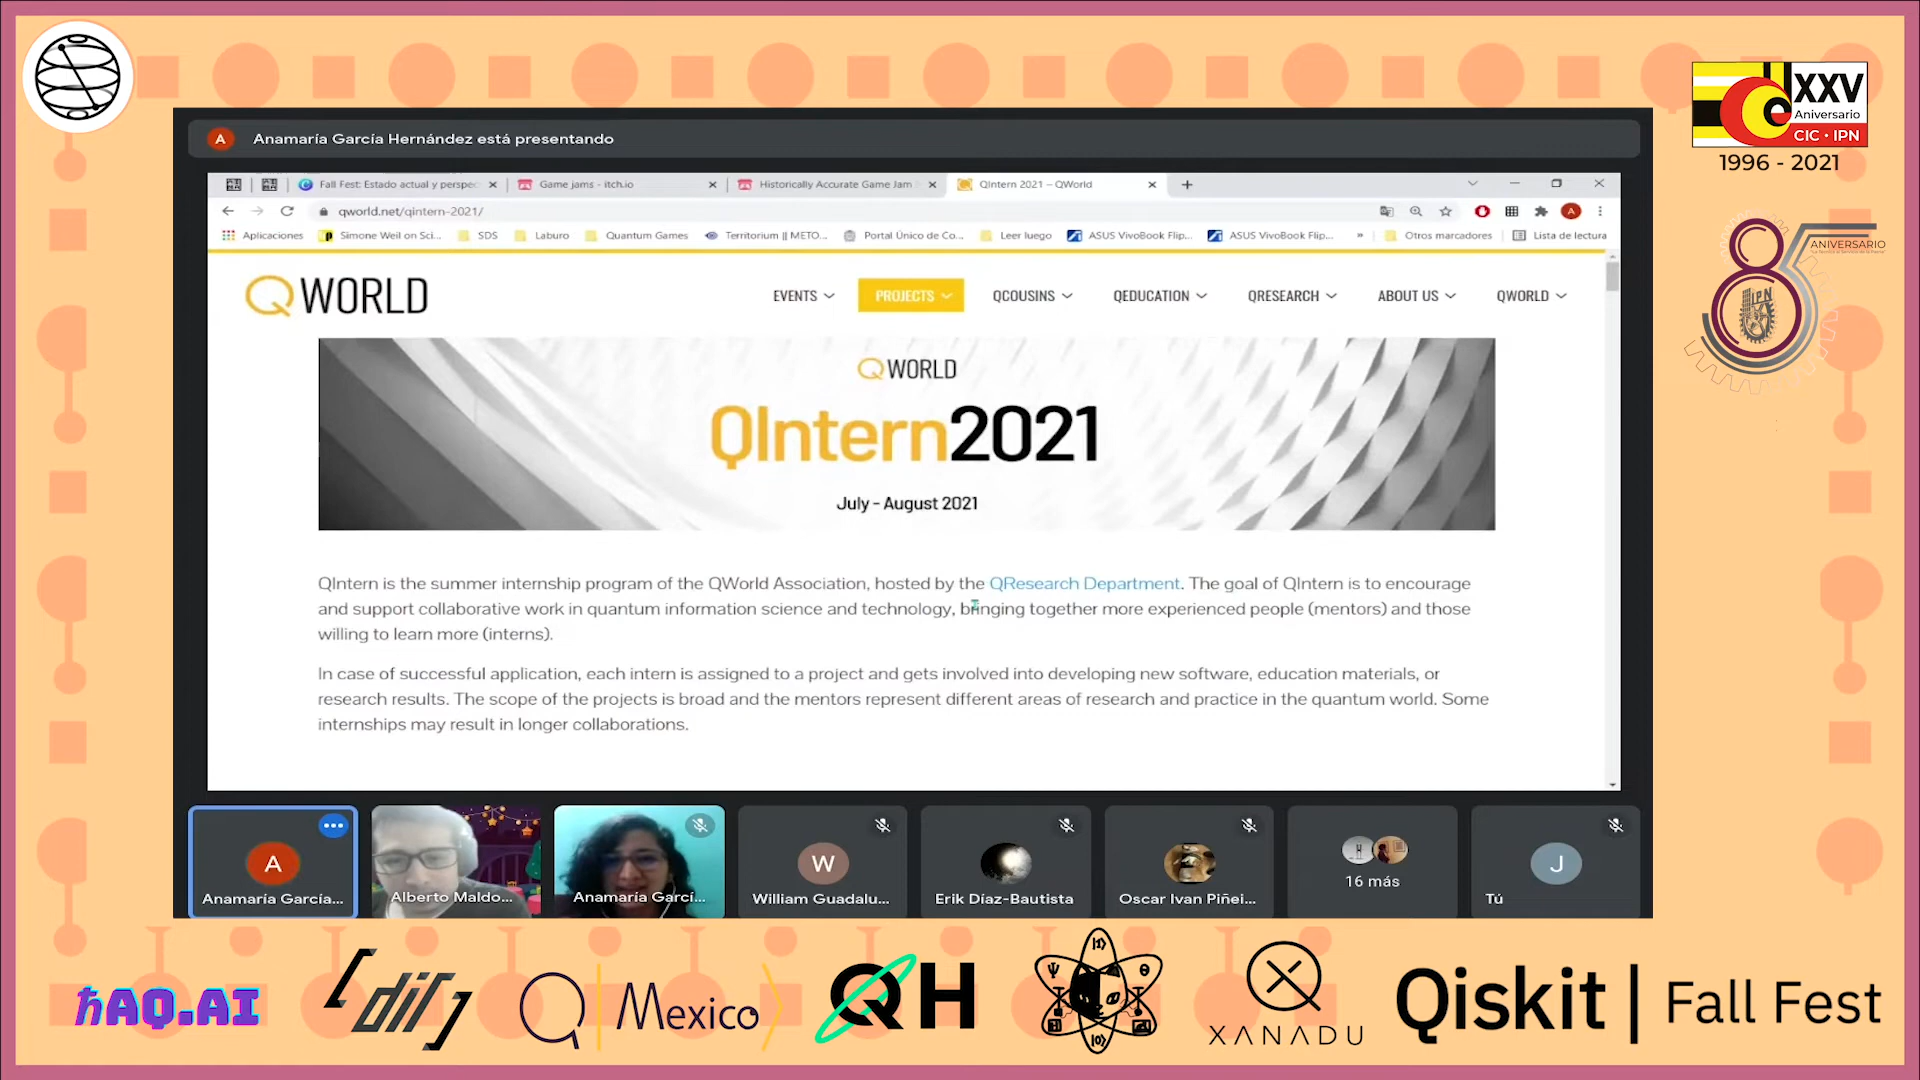 XXV
Aniversario
CIC • IPN
1996 - 2021
ANIVERSARIO
IPN
A Anamaría García Hernández está presentando
Fall Fest: Estado actual y perspec
Game jams - itch.io
Historically Accurate Game Jam
QIntern 2021 – QWorld
qworld.net/qintern-2021/
A
Aplicaciones
Simone Weil on Sci...
SDS
Laburo
Quantum Games
Territorium || METO...
Portal Único de Co...
Leer luego
ASUS VivoBook Flip...
ASUS VivoBook Flip...
»
Otros marcadores
Lista de lectura
QWORLD
EVENTS
PROJECTS
QCOUSINS
QEDUCATION
QRESEARCH
ABOUT US
QWORLD
QWORLD
QIntern2021
July - August 2021
QIntern is the summer internship program of the QWorld Association, hosted by the QResearch Department. The goal of QIntern is to encourage
and support collaborative work in quantum information science and technology, bringing together more experienced people (mentors) and those
willing to learn more (interns).
In case of successful application, each intern is assigned to a project and gets involved into developing new software, education materials, or
research results. The scope of the projects is broad and the mentors represent different areas of research and practice in the quantum world. Some
internships may result in longer collaborations.
A
Anamaría García...
Alberto Maldo...
Anamaría Garcí...
W
William Guadalu...
Erik Díaz-Bautista
Oscar Ivan Piñei...
16 más
J
Tú
ħAQ.AI
[dir]
Q|Mexico⟩
QH
|1⟩
Ψ
|0⟩
XANADU
Qiskit | Fall Fest